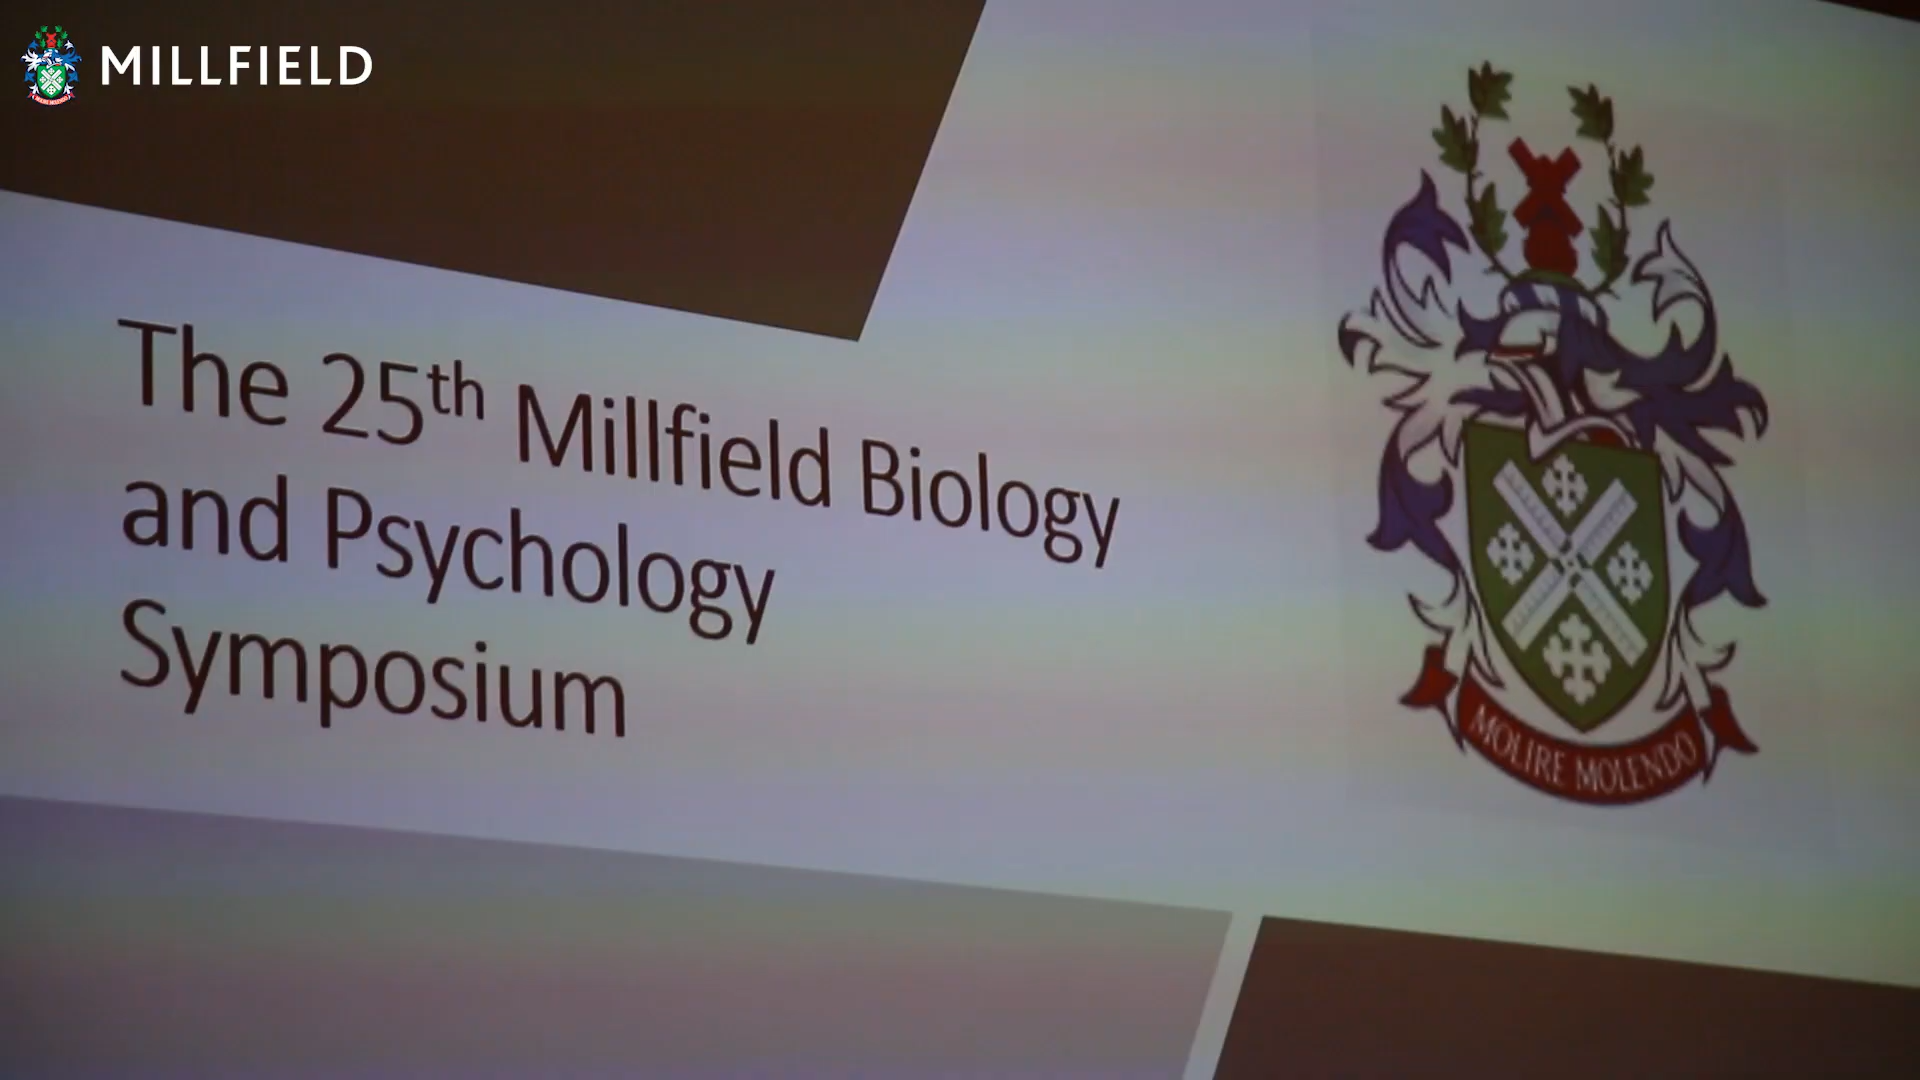 MILLFIELD
The 25th Millfield Biology
and Psychology
Symposium
MOLIRE MOLENDO